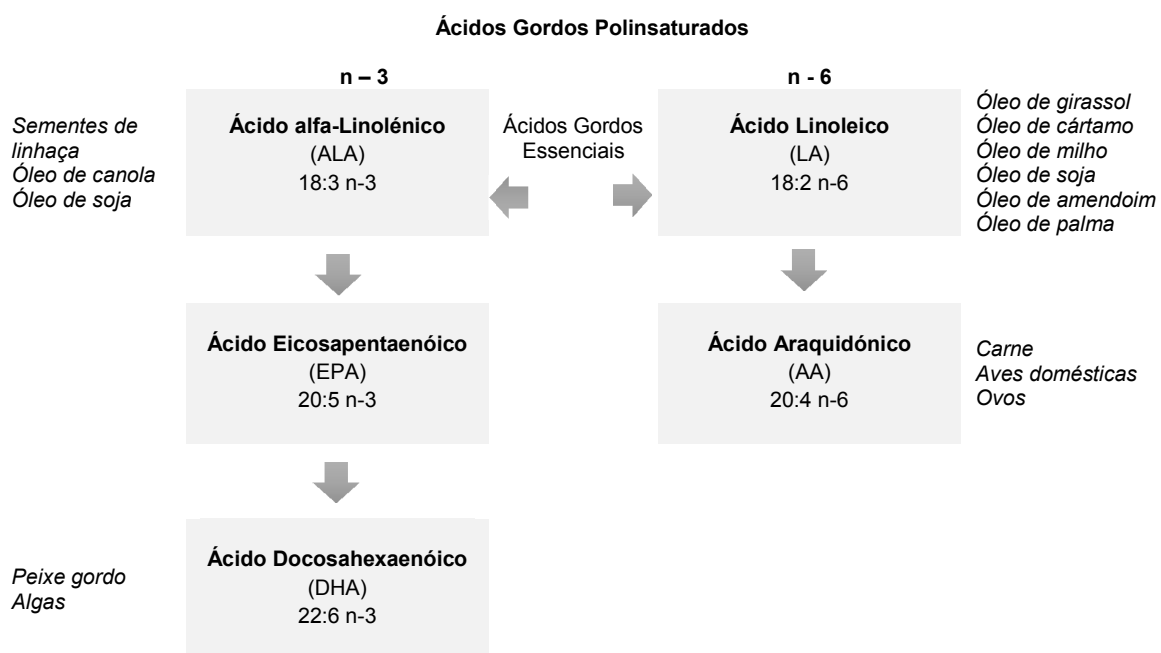 Ácidos Gordos Polinsaturados
n – 3
n - 6
Sementes de
linhaça
Óleo de canola
Óleo de soja
Ácido alfa-Linolénico
(ALA)
18:3 n-3
Ácidos Gordos
Essenciais
Ácido Linoleico
(LA)
18:2 n-6
Óleo de girassol
Óleo de cártamo
Óleo de milho
Óleo de soja
Óleo de amendoim
Óleo de palma
Ácido Eicosapentaenóico
(EPA)
20:5 n-3
Ácido Araquidónico
(AA)
20:4 n-6
Carne
Aves domésticas
Ovos
Peixe gordo
Algas
Ácido Docosahexaenóico
(DHA)
22:6 n-3